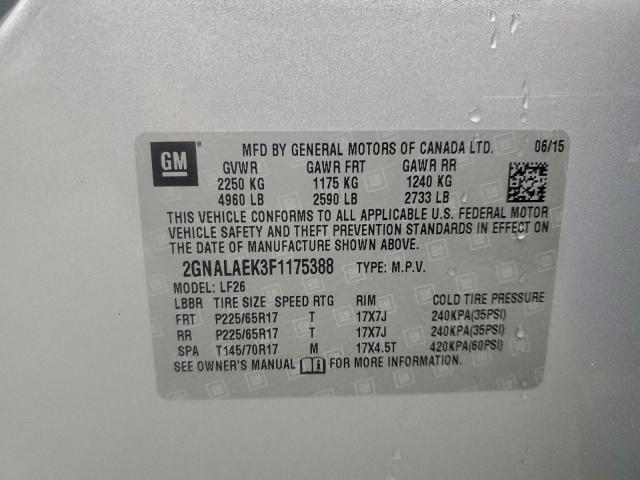 MFD BY GENERAL MOTORS OF CANADA LTD. 06/15
GM
GVWR GAWR FRT GAWR RR
2250 KG 1175 KG 1240 KG
4960 LB 2590 LB 2733 LB
THIS VEHICLE CONFORMS TO ALL APPLICABLE U.S. FEDERAL MOTOR
VEHICLE SAFETY AND THEFT PREVENTION STANDARDS IN EFFECT ON
THE DATE OF MANUFACTURE SHOWN ABOVE.
2GNALAEK3F1175388 TYPE: M.P.V.
MODEL: LF26
LBBR TIRE SIZE SPEED RTG RIM COLD TIRE PRESSURE
FRT P225/65R17 T 17X7J 240KPA(35PSI)
RR P225/65R17 T 17X7J 240KPA(35PSI)
SPA T145/70R17 M 17X4.5T 420KPA(60PSI)
SEE OWNER'S MANUAL FOR MORE INFORMATION